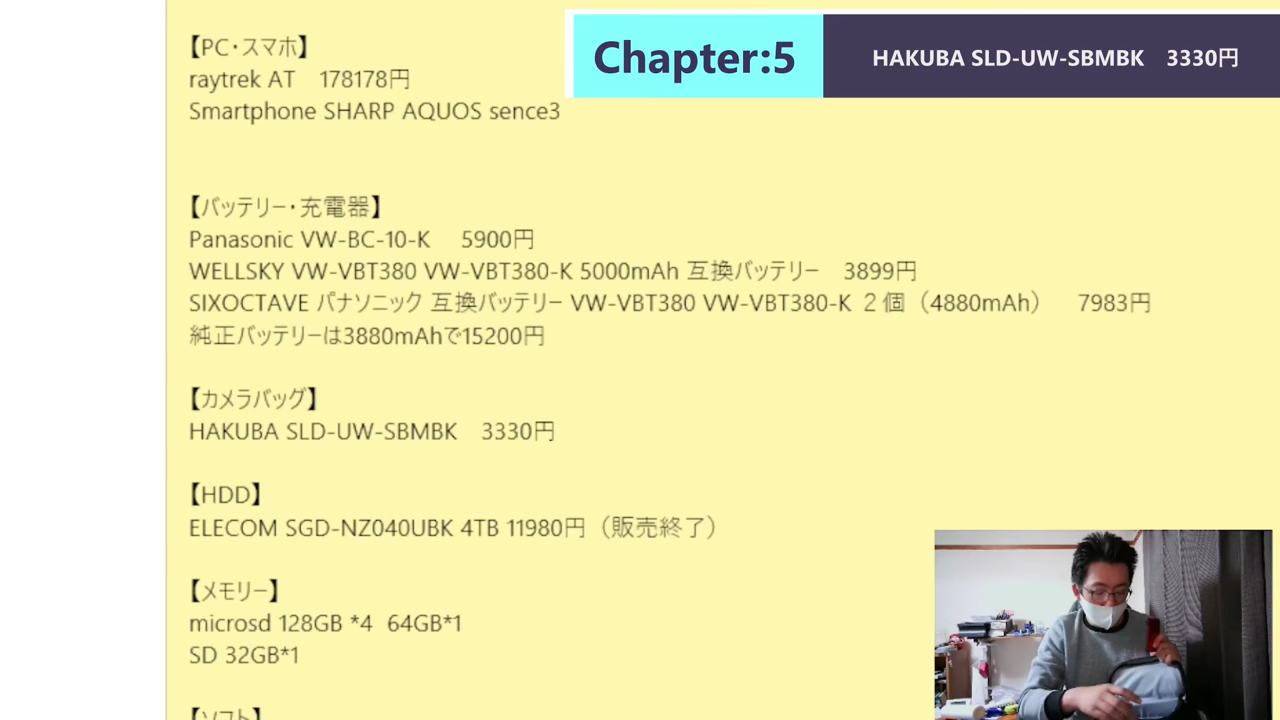 Chapter:5
HAKUBA SLD-UW-SBMBK　3330円
【PC・スマホ】
raytrek AT　178178円
Smartphone SHARP AQUOS sence3
【バッテリー・充電器】
Panasonic VW-BC-10-K　5900円
WELLSKY VW-VBT380 VW-VBT380-K 5000mAh 互換バッテリー　3899円
SIXOCTAVE パナソニック 互換バッテリー VW-VBT380 VW-VBT380-K ２個（4880mAh）　7983円
純正バッテリーは3880mAhで15200円
【カメラバッグ】
HAKUBA SLD-UW-SBMBK　3330円
【HDD】
ELECOM SGD-NZ040UBK 4TB 11980円（販売終了）
【メモリー】
microsd 128GB *4  64GB*1
SD 32GB*1
【ソフト】